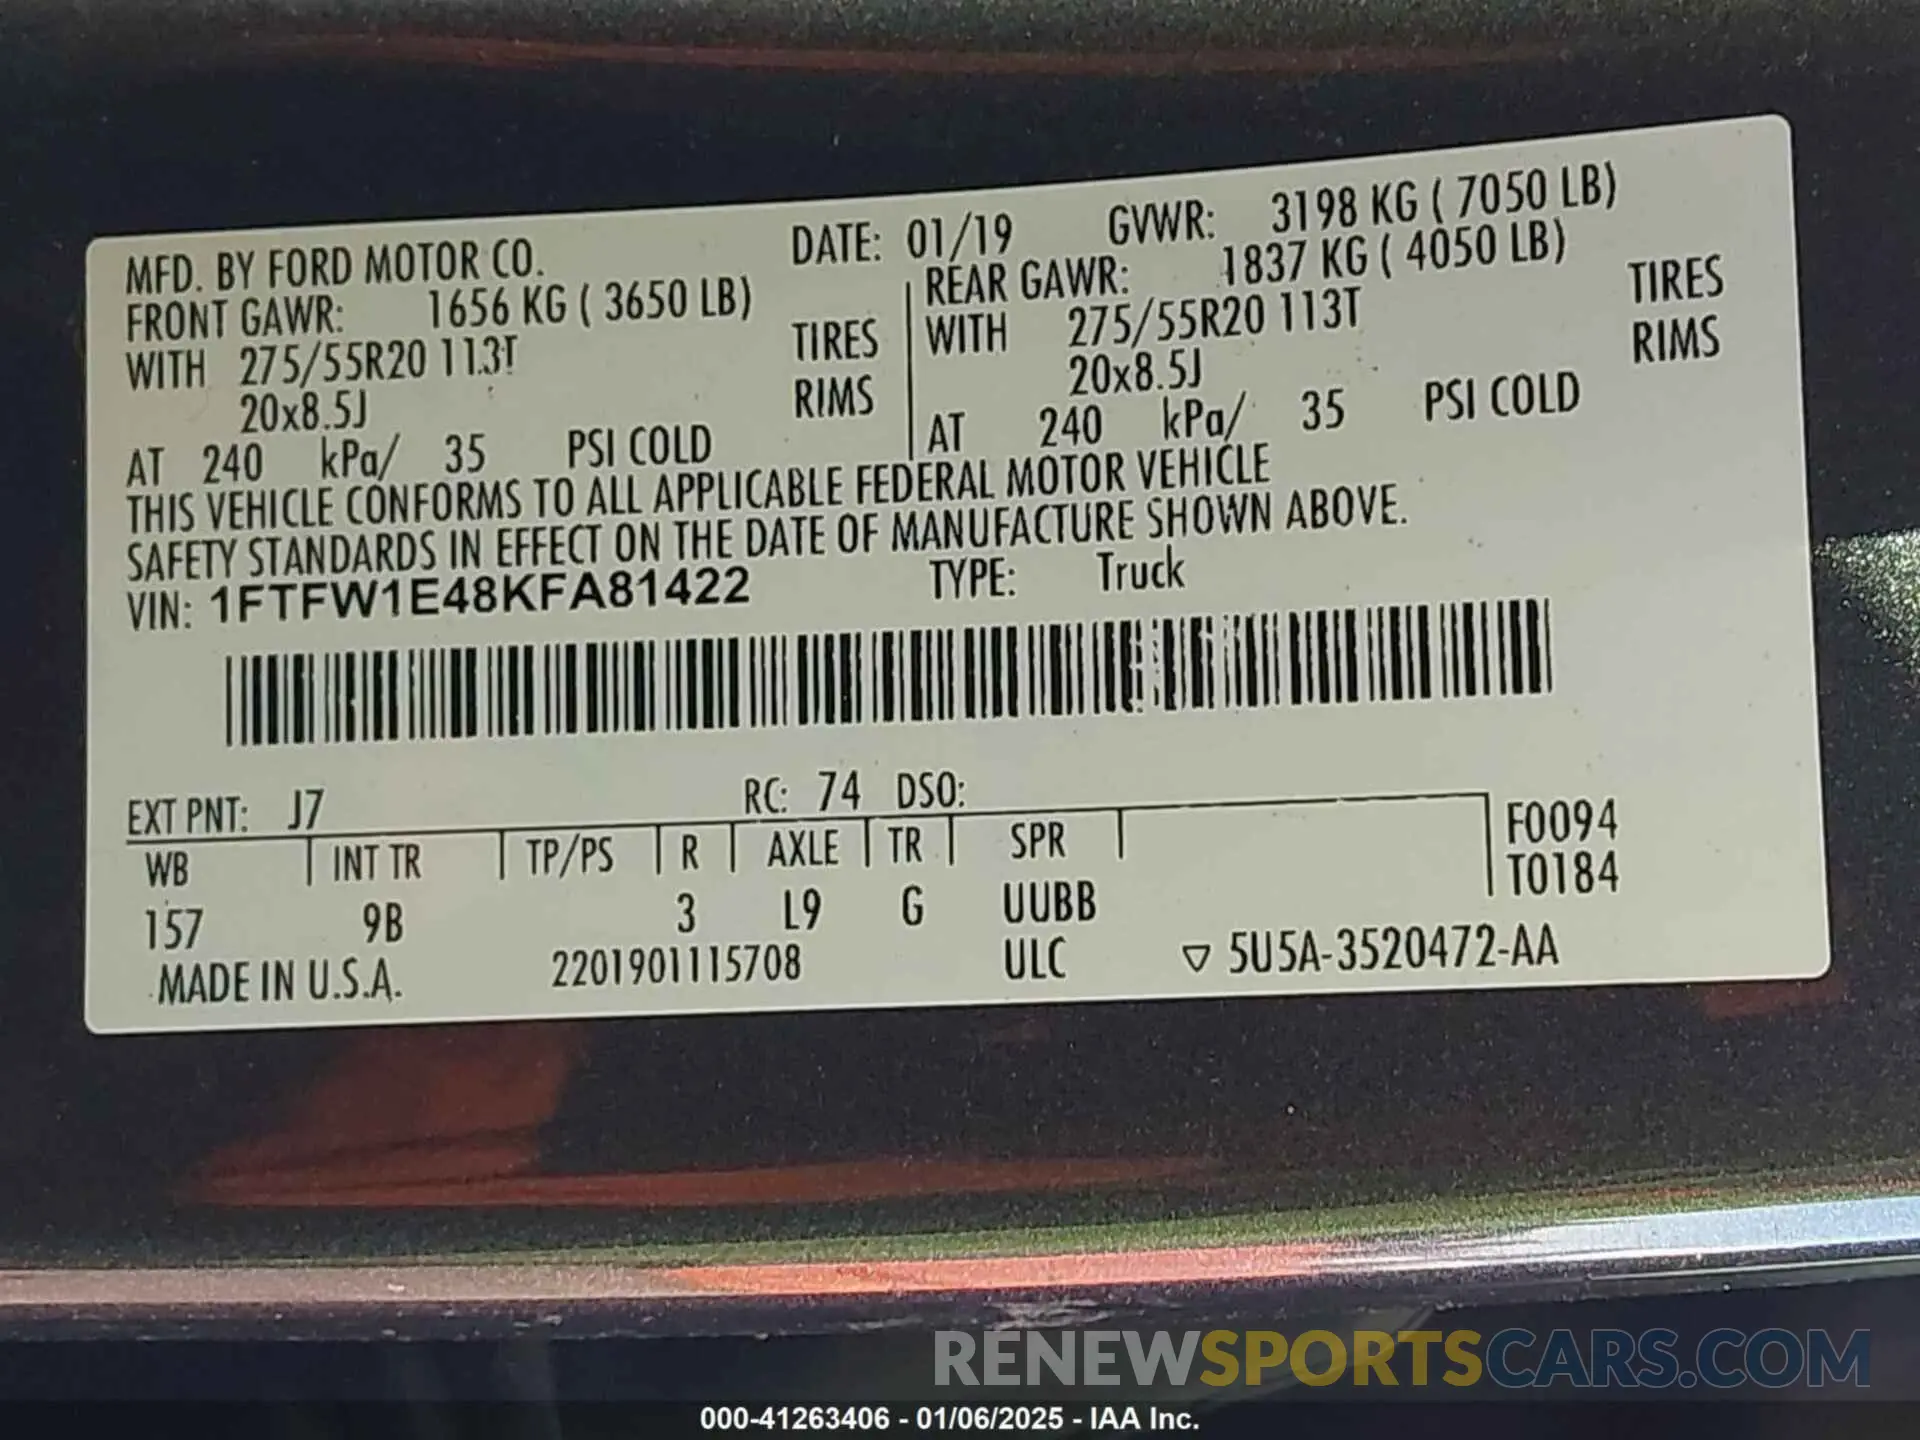 MFD. BY FORD MOTOR CO. DATE: 01/19 GVWR: 3198 KG ( 7050 LB)
FRONT GAWR: 1656 KG ( 3650 LB) REAR GAWR: 1837 KG ( 4050 LB)
WITH 275/55R20 113T TIRES WITH 275/55R20 113T TIRES
20x8.5J RIMS 20x8.5J RIMS
AT 240 kPa/ 35 PSI COLD AT 240 kPa/ 35 PSI COLD
THIS VEHICLE CONFORMS TO ALL APPLICABLE FEDERAL MOTOR VEHICLE
SAFETY STANDARDS IN EFFECT ON THE DATE OF MANUFACTURE SHOWN ABOVE.
VIN: 1FTFW1E48KFA81422 TYPE: Truck
EXT PNT: J7 RC: 74 DSO:
WB INT TR TP/PS R AXLE TR SPR F0094
T0184
157 9B 3 L9 G UUBB
MADE IN U.S.A. 2201901115708 ULC ▽ 5U5A-3520472-AA
RENEWSPORTSCARS.COM
000-41263406 - 01/06/2025 - IAA Inc.